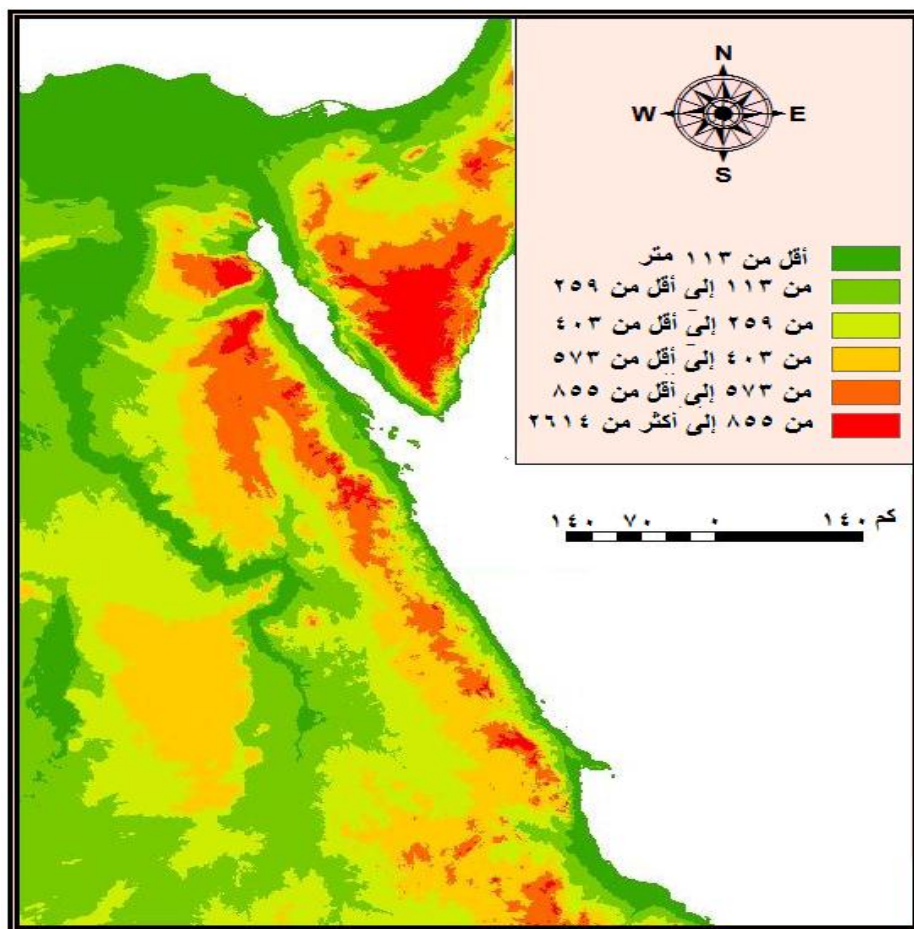 N
W E
S
أقل من ١١٣ متر
من ١١٣ إلى أقل من ٢٥٩
من ٢٥٩ إلى أقل من ٤٠٣
من ٤٠٣ إلى أقل من ٥٧٣
من ٥٧٣ إلى أقل من ٨٥٥
من ٨٥٥ إلى أكثر من ٢٦١٤
١٤٠ ٧٠ ٠ ١٤٠ كم